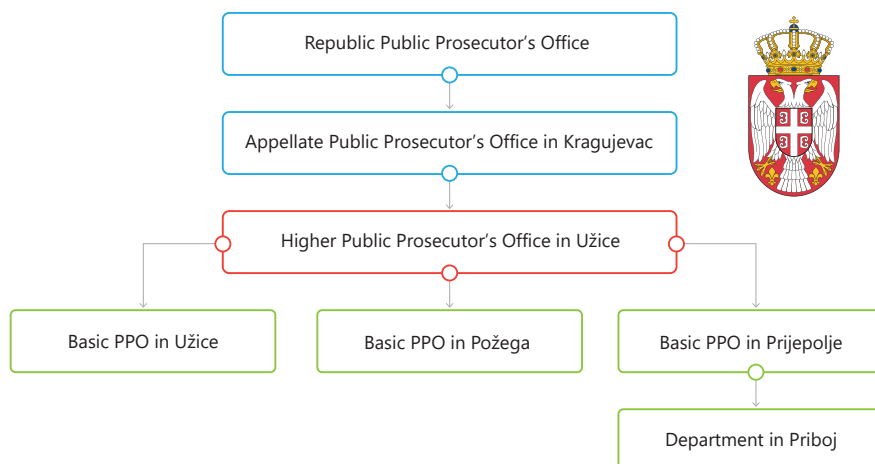 Republic Public Prosecutor’s Office
Appellate Public Prosecutor’s Office in Kragujevac
Higher Public Prosecutor’s Office in Užice
Basic PPO in Užice
Basic PPO in Požega
Basic PPO in Prijepolje
Department in Priboj